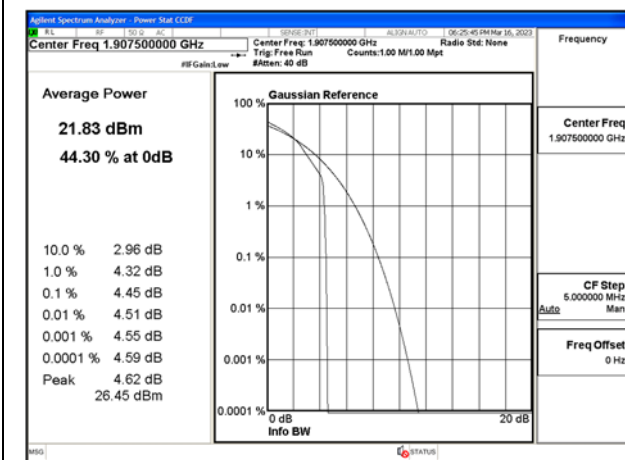 Agilent Spectrum Analyzer - Power Stat CCDF
RL RF 50 Ω AC SENSE:INT ALIGN AUTO 06:25:45 PM Mar 16, 2023
Center Freq 1.907500000 GHz
Center Freq: 1.907500000 GHz Radio Std: None
Trig: Free Run Counts:1.00 M/1.00 Mpt
#IFGain:Low #Atten: 40 dB
Frequency
Average Power
21.83 dBm
44.30 % at 0dB
10.0 % 2.96 dB
1.0 % 4.32 dB
0.1 % 4.45 dB
0.01 % 4.51 dB
0.001 % 4.55 dB
0.0001 % 4.59 dB
Peak 4.62 dB
26.45 dBm
Gaussian Reference
100 %
10 %
1 %
0.1 %
0.01 %
0.001 %
0.0001 %
0 dB 20 dB
Info BW
Center Freq
1.907500000 GHz
CF Step
5.000000 MHz
Auto Man
Freq Offset
0 Hz
MSG STATUS